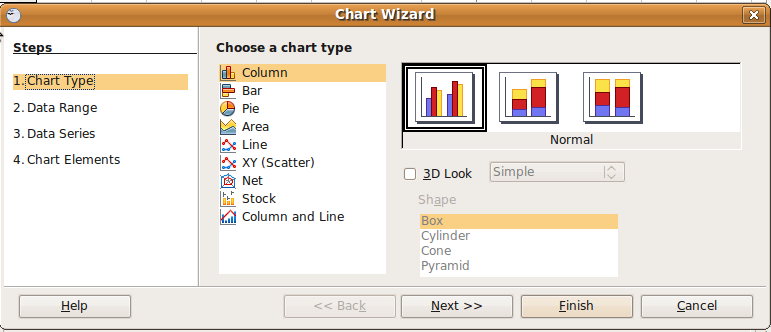 Chart Wizard
Steps
1. Chart Type
2. Data Range
3. Data Series
4. Chart Elements
Choose a chart type
Column
Bar
Pie
Area
Line
XY (Scatter)
Net
Stock
Column and Line
Normal
3D Look
Simple
Shape
Box
Cylinder
Cone
Pyramid
Help
<< Back
Next >>
Finish
Cancel